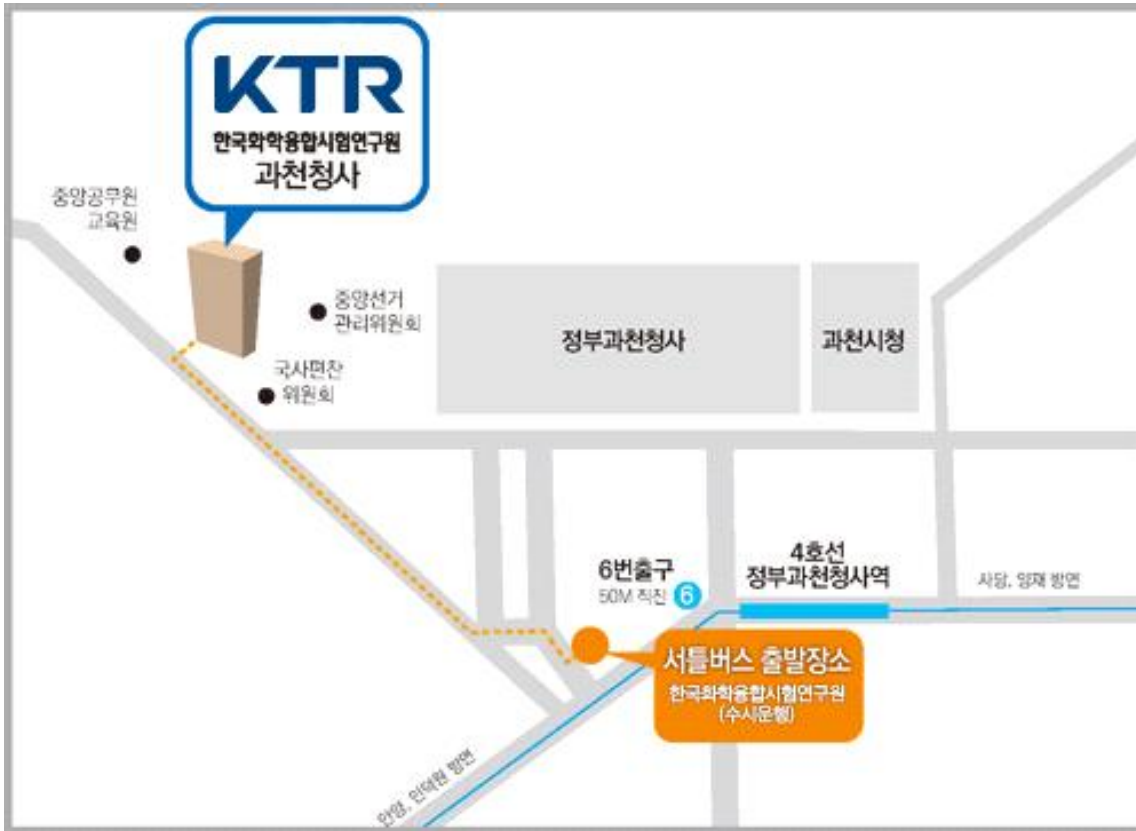 KTR
한국화학융합시험연구원
과천청사
중앙공무원
교육원
중앙선거
관리위원회
국사편찬
위원회
정부과천청사
과천시청
6번출구
50M 직진 6
4호선
정부과천청사역
사당, 양재 방면
서틀버스 출발장소
한국화학융합시험연구원
(수시운행)
안양, 인덕원 방면